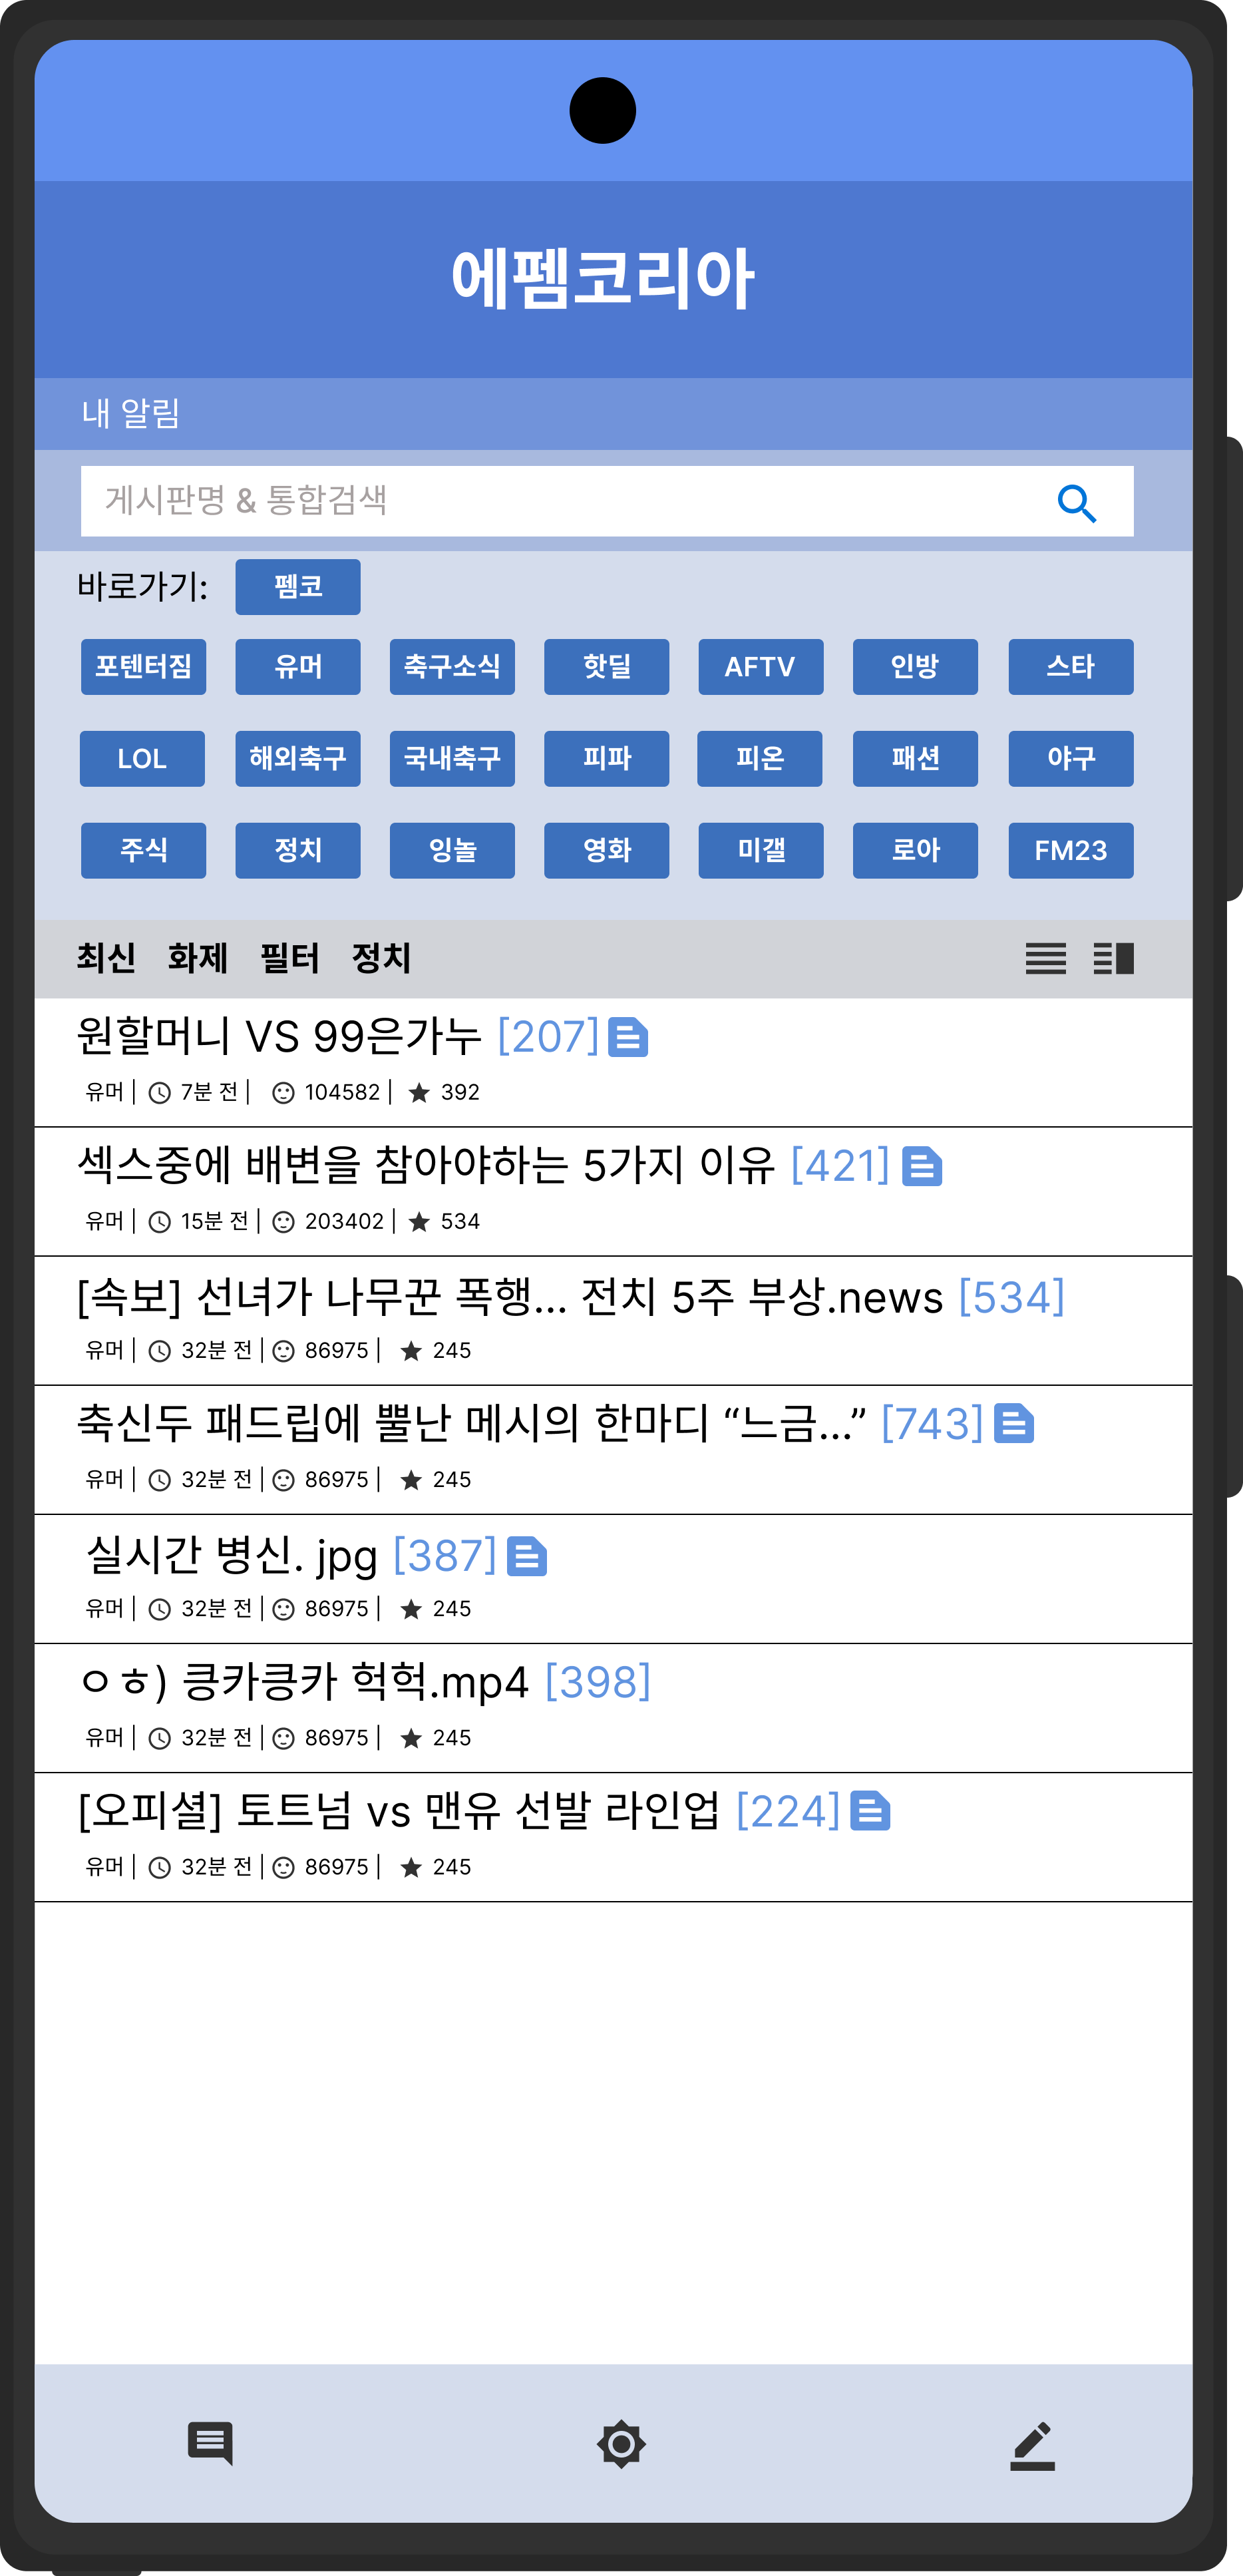 에펨코리아
내 알림
게시판명 & 통합검색
바로가기: 펨코
포텐터짐 유머 축구소식 핫딜 AFTV 인방 스타
LOL 해외축구 국내축구 피파 피온 패션 야구
주식 정치 잉놀 영화 미갤 로아 FM23
최신 화제 필터 정치
원할머니 VS 99은가누 [207]
유머 | 7분 전 | 104582 | 392
섹스중에 배변을 참아야하는 5가지 이유 [421]
유머 | 15분 전 | 203402 | 534
[속보] 선녀가 나무꾼 폭행... 전치 5주 부상.news [534]
유머 | 32분 전 | 86975 | 245
축신두 패드립에 뿔난 메시의 한마디 “느금...” [743]
유머 | 32분 전 | 86975 | 245
실시간 병신. jpg [387]
유머 | 32분 전 | 86975 | 245
ㅇㅎ) 킁카킁카 헉헉.mp4 [398]
유머 | 32분 전 | 86975 | 245
[오피셜] 토트넘 vs 맨유 선발 라인업 [224]
유머 | 32분 전 | 86975 | 245